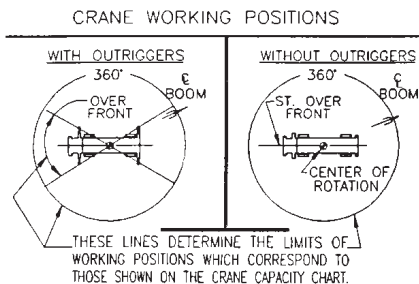 CRANE WORKING POSITIONS
WITH OUTRIGGERS
360°
℄
BOOM
OVER
FRONT
WITHOUT OUTRIGGERS
360°
℄
BOOM
ST. OVER
FRONT
CENTER OF
ROTATION
THESE LINES DETERMINE THE LIMITS OF
WORKING POSITIONS WHICH CORRESPOND TO
THOSE SHOWN ON THE CRANE CAPACITY CHART.